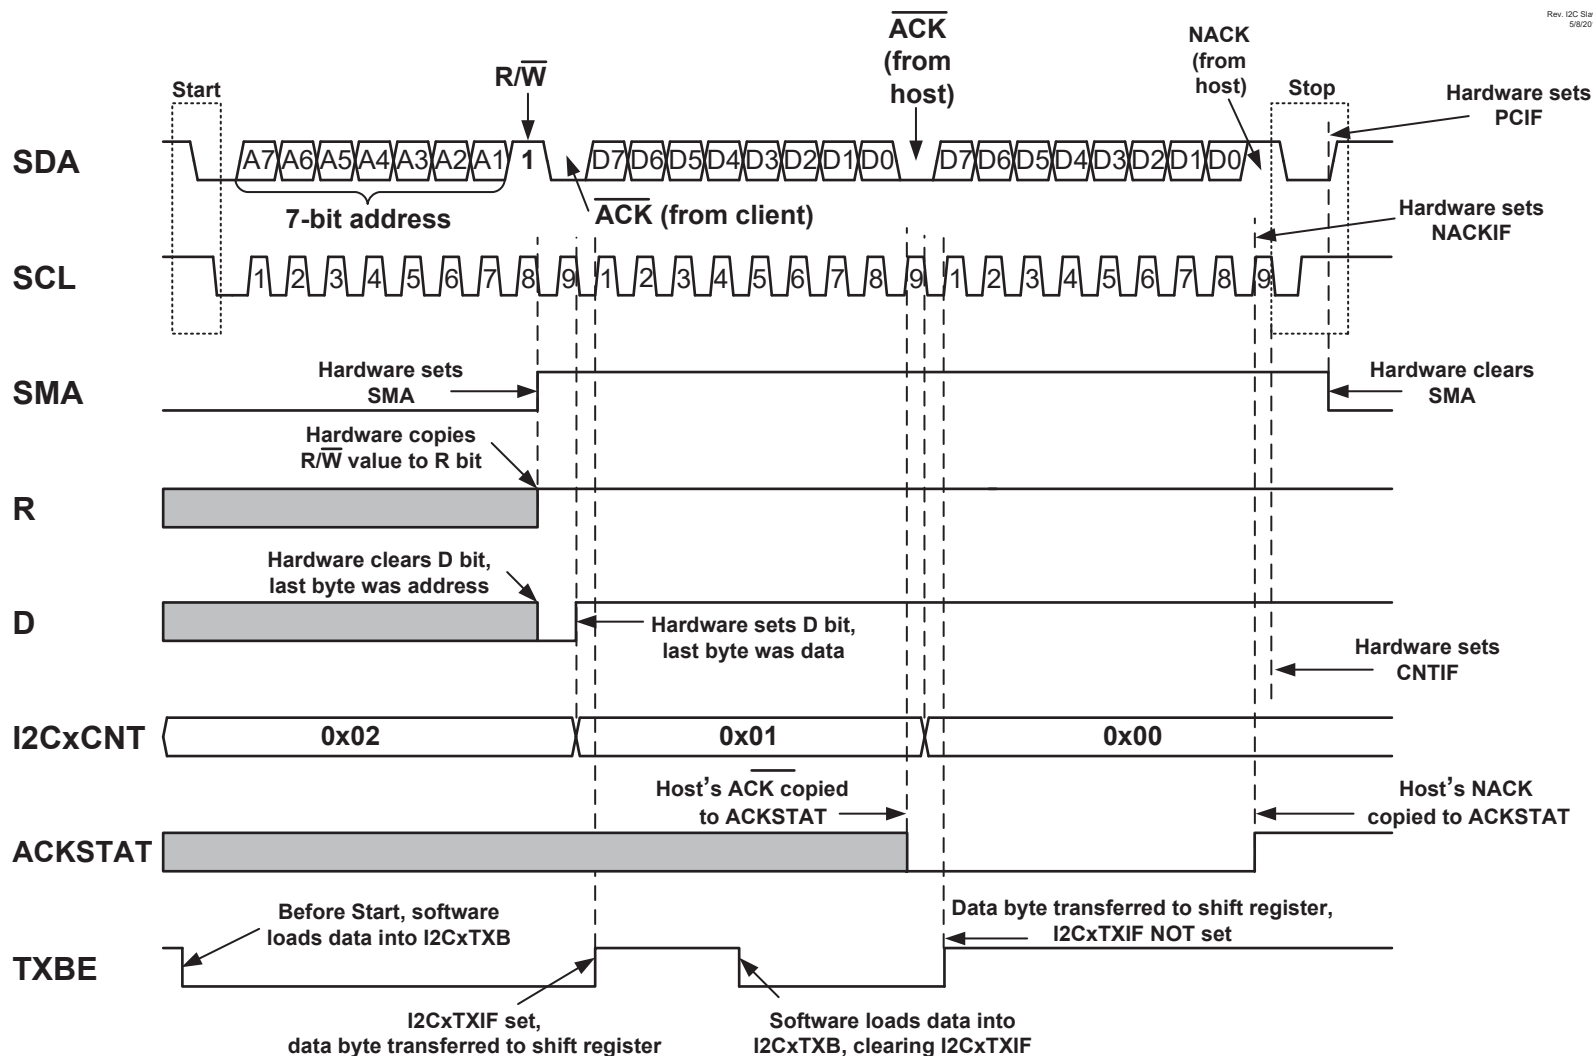 Rev. I2C Sla
5/8/20
Start
R/W
ACK
(from
host)
NACK
(from
host)
Stop
Hardware sets
PCIF
SDA
A7 A6 A5 A4 A3 A2 A1 1 D7 D6 D5 D4 D3 D2 D1 D0 D7 D6 D5 D4 D3 D2 D1 D0
7-bit address
ACK (from client)
Hardware sets
NACKIF
SCL
1 2 3 4 5 6 7 8 9 1 2 3 4 5 6 7 8 9 1 2 3 4 5 6 7 8 9
SMA
Hardware sets
SMA
Hardware clears
SMA
Hardware copies
R/W value to R bit
R
Hardware clears D bit,
last byte was address
D
Hardware sets D bit,
last byte was data
Hardware sets
CNTIF
I2CxCNT
0x02
0x01
0x00
Host's ACK copied
to ACKSTAT
Host's NACK
copied to ACKSTAT
ACKSTAT
Before Start, software
loads data into I2CxTXB
Data byte transferred to shift register,
I2CxTXIF NOT set
TXBE
I2CxTXIF set,
data byte transferred to shift register
Software loads data into
I2CxTXB, clearing I2CxTXIF